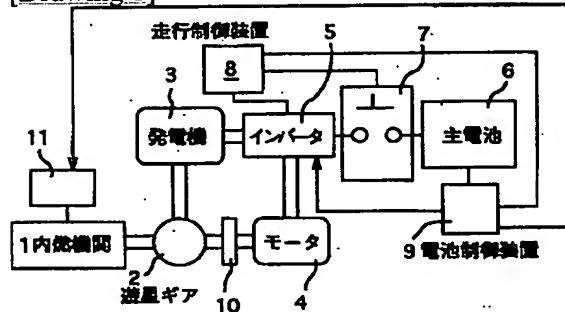 走行制御装置
5
7
8
6
3
発電機
インバータ
主電池
11
1内燃機関
モータ
9電池制御装置
2
遊星ギア
10
4